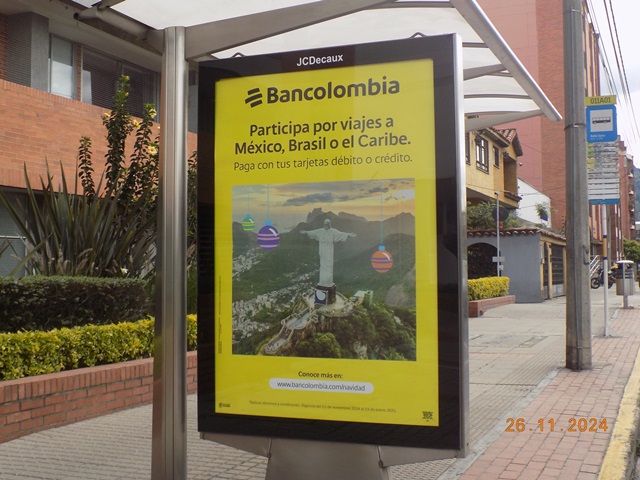 JCDecaux
Bancolombia
Participa por viajes a
México, Brasil o el Caribe.
Paga con tus tarjetas débito o crédito.
Conoce más en:
www.bancolombia.com/navidad
011A01
26.11.2024